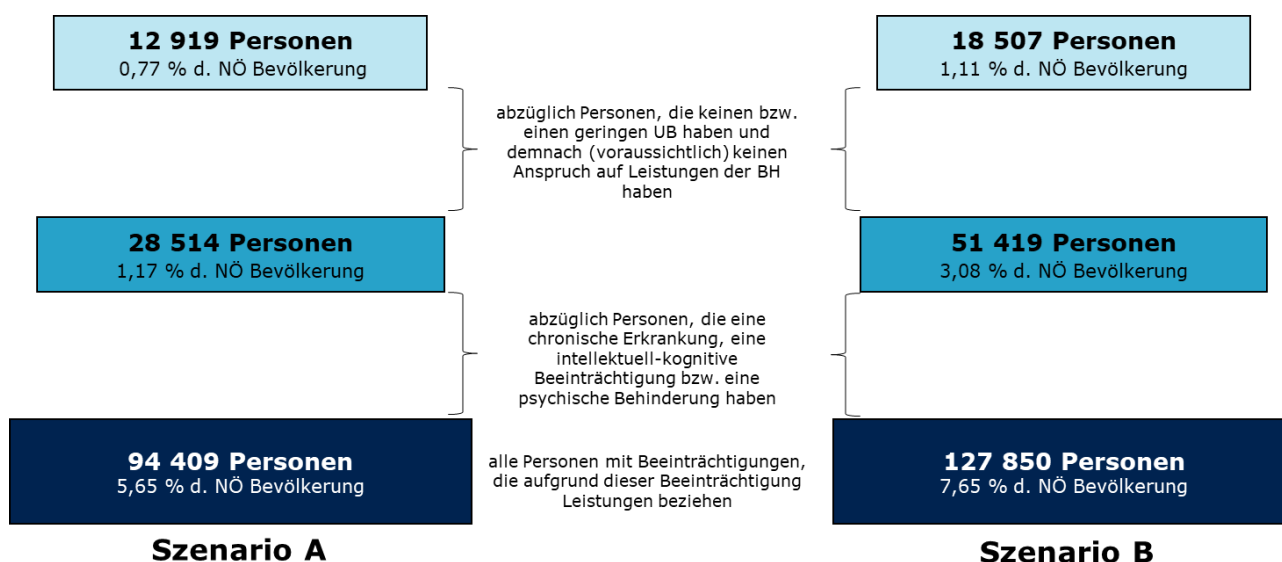 12 919 Personen
0,77 % d. NÖ Bevölkerung
18 507 Personen
1,11 % d. NÖ Bevölkerung
abzüglich Personen, die keinen bzw.
einen geringen UB haben und
demnach (voraussichtlich) keinen
Anspruch auf Leistungen der BH
haben
28 514 Personen
1,17 % d. NÖ Bevölkerung
51 419 Personen
3,08 % d. NÖ Bevölkerung
abzüglich Personen, die eine
chronische Erkrankung, eine
intellektuell-kognitive
Beeinträchtigung bzw. eine
psychische Behinderung haben
94 409 Personen
5,65 % d. NÖ Bevölkerung
alle Personen mit Beeinträchtigungen,
die aufgrund dieser Beeinträchtigung
Leistungen beziehen
127 850 Personen
7,65 % d. NÖ Bevölkerung
Szenario A
Szenario B